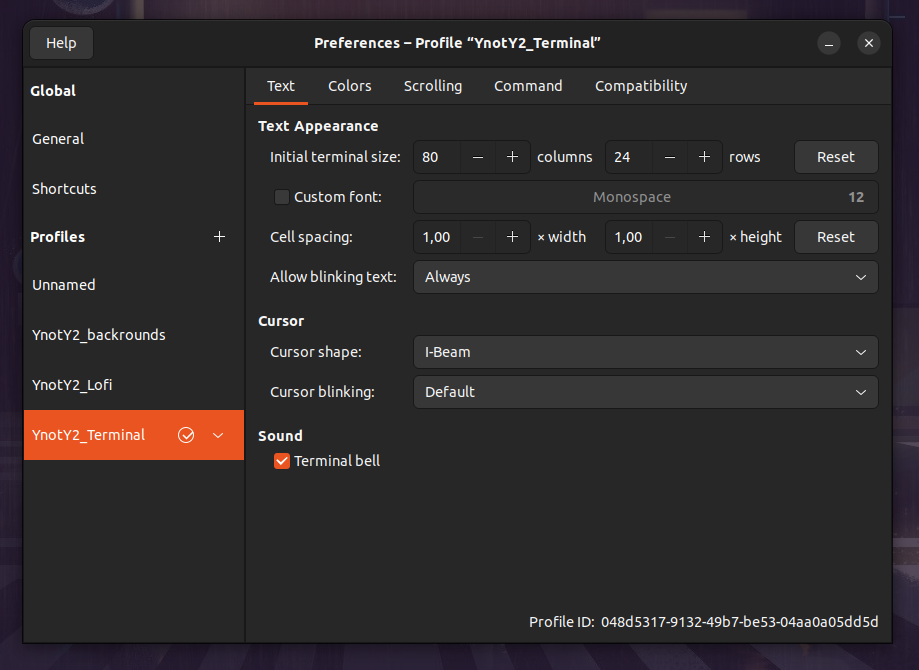 Help
Preferences – Profile “YnotY2_Terminal”
Global
General
Shortcuts
Profiles
Unnamed
YnotY2_backrounds
YnotY2_Lofi
YnotY2_Terminal
Text Colors Scrolling Command Compatibility
Text Appearance
Initial terminal size: 80 − + columns 24 − + rows Reset
Custom font: Monospace 12
Cell spacing: 1,00 − + × width 1,00 − + × height Reset
Allow blinking text: Always
Cursor
Cursor shape: I-Beam
Cursor blinking: Default
Sound
Terminal bell
Profile ID: 048d5317-9132-49b7-be53-04aa0a05dd5d